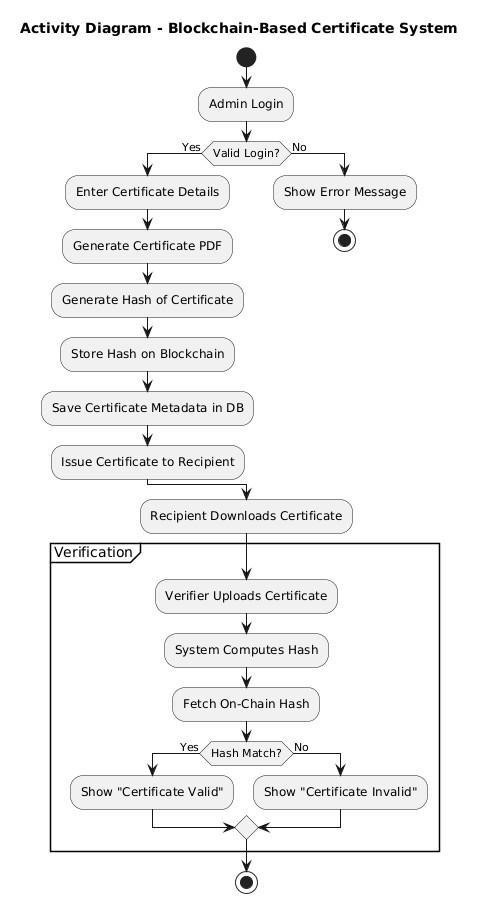 Activity Diagram - Blockchain-Based Certificate System
Admin Login
Yes
Valid Login?
No
Enter Certificate Details
Show Error Message
Generate Certificate PDF
Generate Hash of Certificate
Store Hash on Blockchain
Save Certificate Metadata in DB
Issue Certificate to Recipient
Recipient Downloads Certificate
Verification
Verifier Uploads Certificate
System Computes Hash
Fetch On-Chain Hash
Yes
Hash Match?
No
Show "Certificate Valid"
Show "Certificate Invalid"